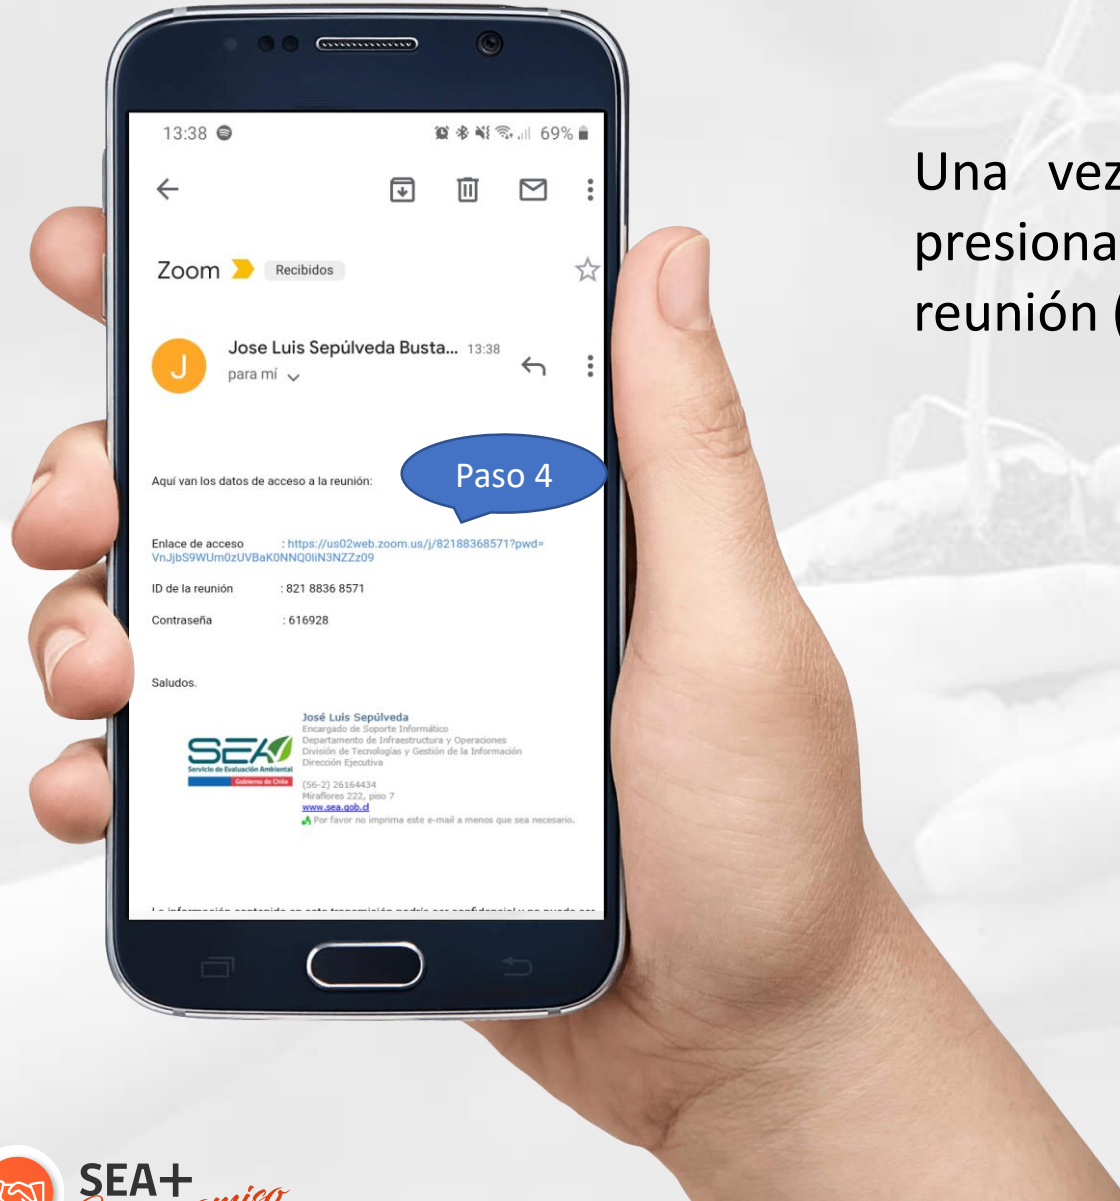 13:38
69%
Zoom
Recibidos
J
Jose Luis Sepúlveda Busta... 13:38
para mí
Una vez
presiona
reunión (
Paso 4
Aquí van los datos de acceso a la reunión:
Enlace de acceso : https://us02web.zoom.us/j/82188368571?pwd=
VnJjbS9WUm0zUVBaK0NNQ0liN3NZZz09
ID de la reunión : 821 8836 8571
Contraseña : 616928
Saludos.
SEA
Servicio de Evaluación Ambiental
Gobierno de Chile
José Luis Sepúlveda
Encargado de Soporte Informático
Departamento de Infraestructura y Operaciones
División de Tecnologías y Gestión de la Información
Dirección Ejecutiva
(56-2) 26164434
Miraflores 222, piso 7
www.sea.gob.cl
Por favor no imprima este e-mail a menos que sea necesario.
SEA+